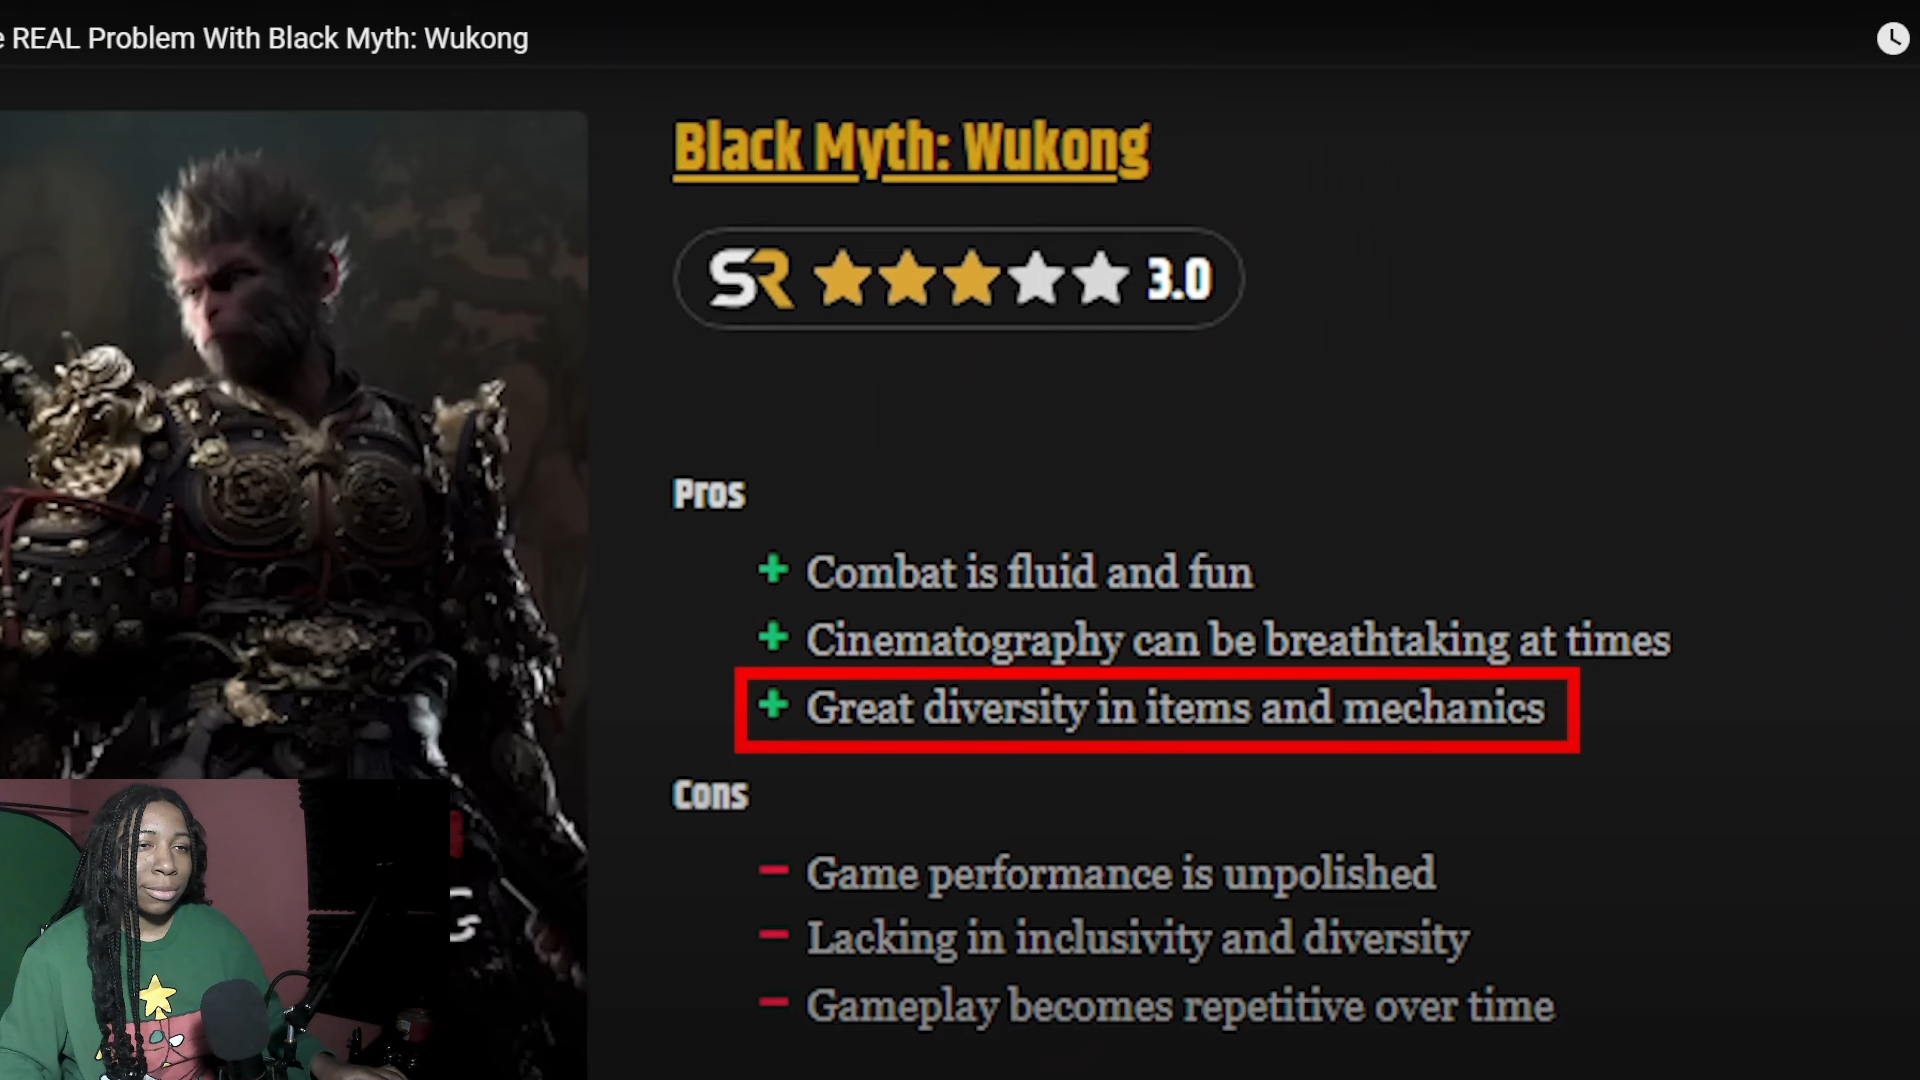 REAL Problem With Black Myth: Wukong
Black Myth: Wukong
SR 3.0
Pros
+ Combat is fluid and fun
+ Cinematography can be breathtaking at times
+ Great diversity in items and mechanics
Cons
– Game performance is unpolished
– Lacking in inclusivity and diversity
– Gameplay becomes repetitive over time